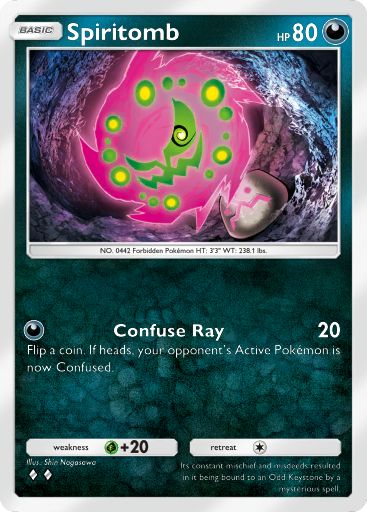 BASIC Spiritomb HP 80
NO. 0442 Forbidden Pokémon HT: 3'3" WT: 238.1 lbs.
Confuse Ray 20
Flip a coin. If heads, your opponent's Active Pokémon is
now Confused.
weakness +20 retreat
Illus. Shin Nagasawa
Its constant mischief and misdeeds resulted
in it being bound to an Odd Keystone by a
mysterious spell.